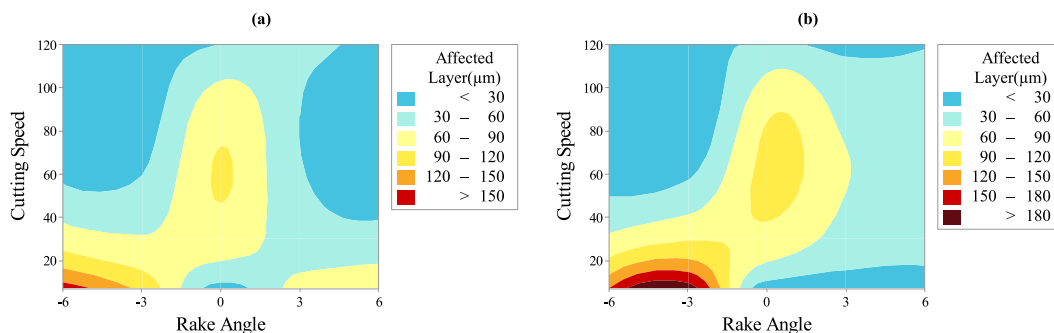 (a)
120
100
80
60
40
20
-6 -3 0 3 6
Cutting Speed
Rake Angle
Affected
Layer(μm)
< 30
30 – 60
60 – 90
90 – 120
120 – 150
> 150
(b)
120
100
80
60
40
20
-6 -3 0 3 6
Cutting Speed
Rake Angle
Affected
Layer(μm)
< 30
30 – 60
60 – 90
90 – 120
120 – 150
150 – 180
> 180